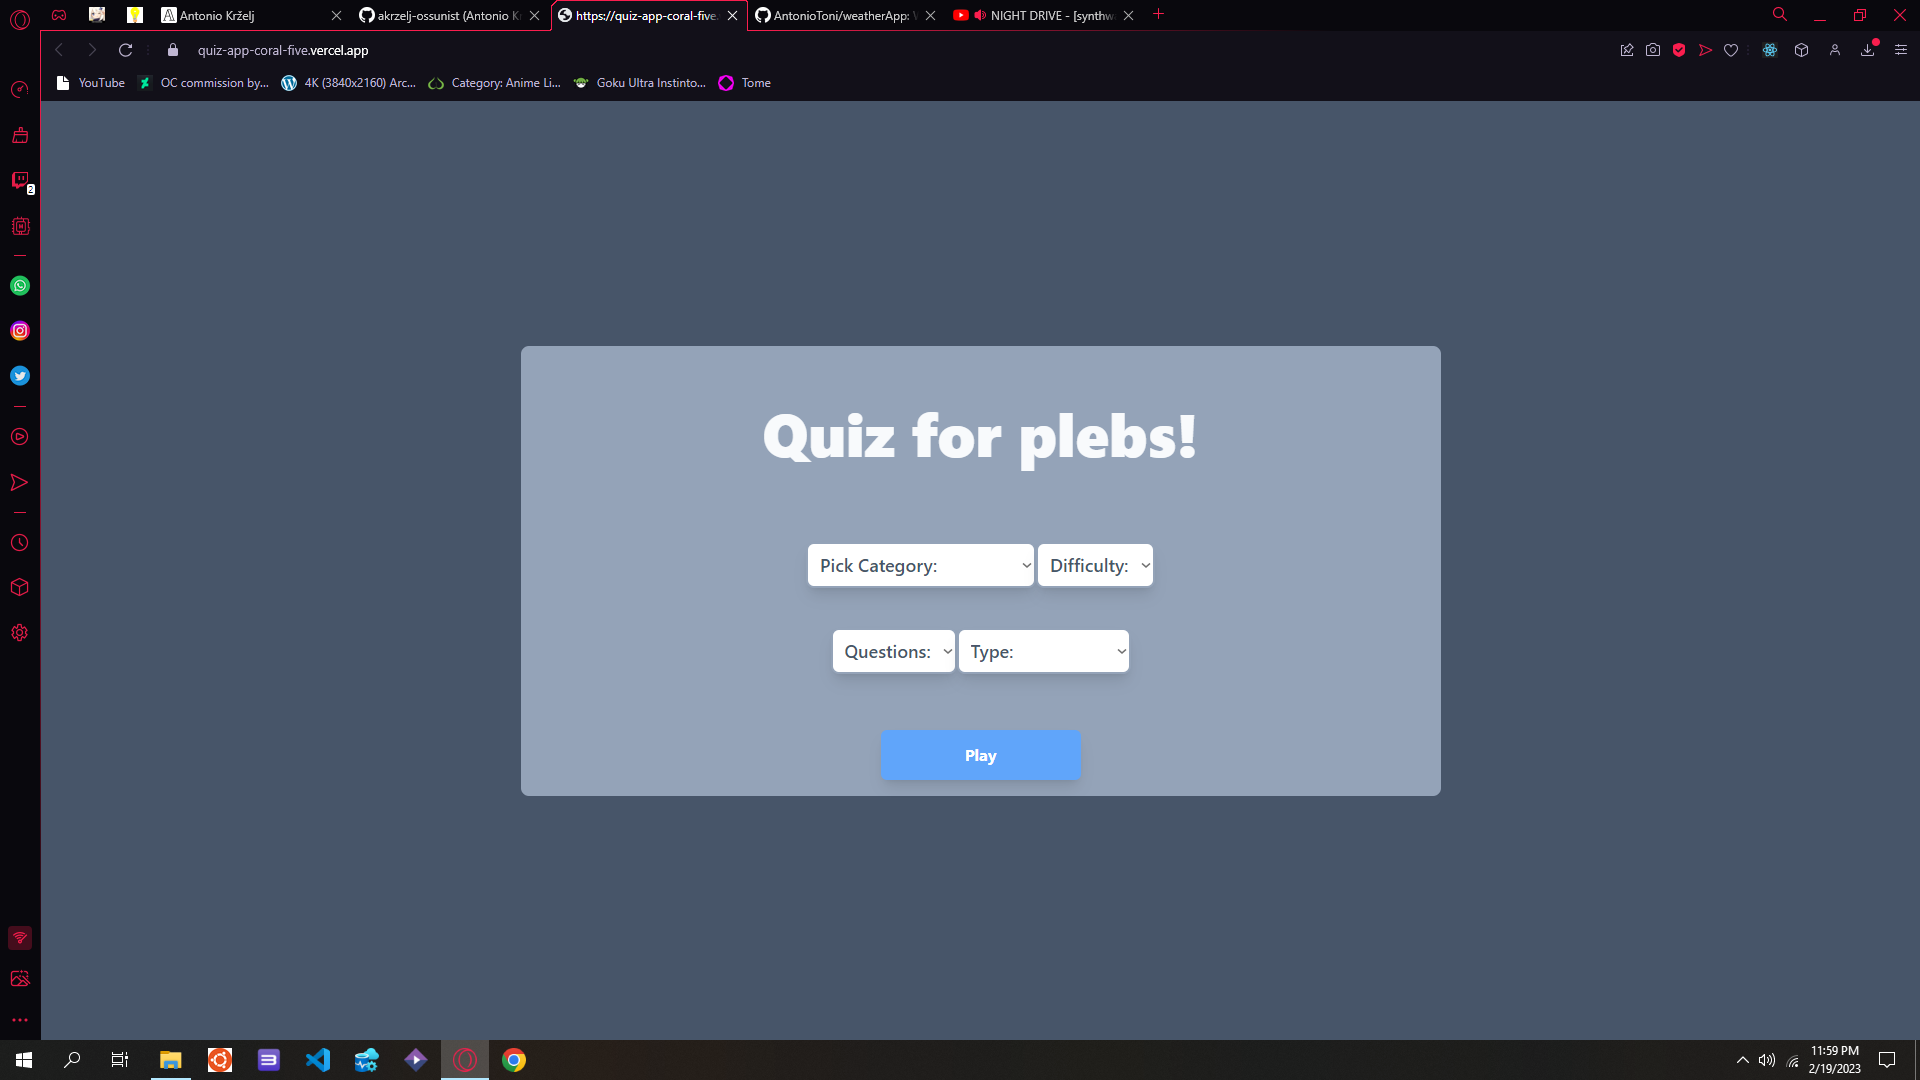 Antonio Krželj
akrzelj-ossunist (Antonio K
https://quiz-app-coral-five.
AntonioToni/weatherApp: W
NIGHT DRIVE - [synthw
quiz-app-coral-five.vercel.app
YouTube
OC commission by...
4K (3840x2160) Arc...
Category: Anime Li...
Goku Ultra Instinto...
Tome
2
Quiz for plebs!
Pick Category:
Difficulty:
Questions:
Type:
Play
11:59 PM
2/19/2023